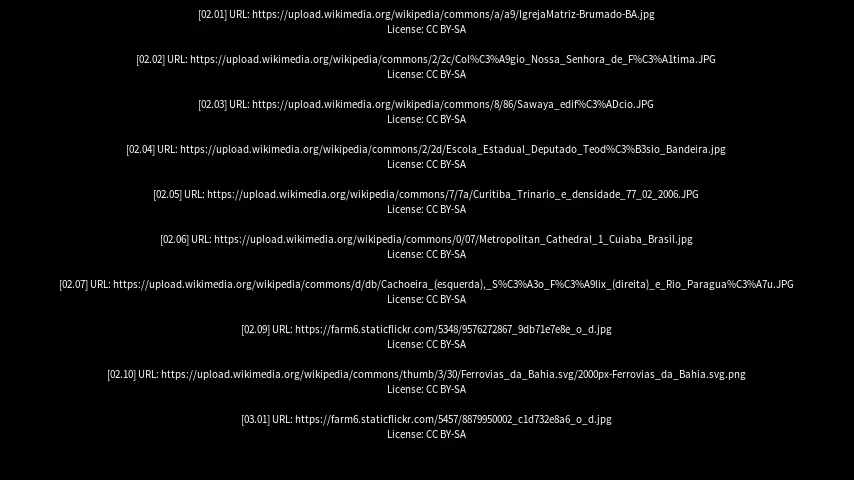 [02.01] URL: https://upload.wikimedia.org/wikipedia/commons/a/a9/IgrejaMatriz-Brumado-BA.jpg
License: CC BY-SA
[02.02] URL: https://upload.wikimedia.org/wikipedia/commons/2/2c/Col%C3%A9gio_Nossa_Senhora_de_F%C3%A1tima.JPG
License: CC BY-SA
[02.03] URL: https://upload.wikimedia.org/wikipedia/commons/8/86/Sawaya_edif%C3%ADcio.JPG
License: CC BY-SA
[02.04] URL: https://upload.wikimedia.org/wikipedia/commons/2/2d/Escola_Estadual_Deputado_Teod%C3%B3sio_Bandeira.jpg
License: CC BY-SA
[02.05] URL: https://upload.wikimedia.org/wikipedia/commons/7/7a/Curitiba_Trinario_e_densidade_77_02_2006.JPG
License: CC BY-SA
[02.06] URL: https://upload.wikimedia.org/wikipedia/commons/0/07/Metropolitan_Cathedral_1_Cuiaba_Brasil.jpg
License: CC BY-SA
[02.07] URL: https://upload.wikimedia.org/wikipedia/commons/d/db/Cachoeira_(esquerda),_S%C3%A3o_F%C3%A9lix_(direita)_e_Rio_Paragua%C3%A7u.JPG
License: CC BY-SA
[02.09] URL: https://farm6.staticflickr.com/5348/9576272867_9db71e7e8e_o_d.jpg
License: CC BY-SA
[02.10] URL: https://upload.wikimedia.org/wikipedia/commons/thumb/3/30/Ferrovias_da_Bahia.svg/2000px-Ferrovias_da_Bahia.svg.png
License: CC BY-SA
[03.01] URL: https://farm6.staticflickr.com/5457/8879950002_c1d732e8a6_o_d.jpg
License: CC BY-SA